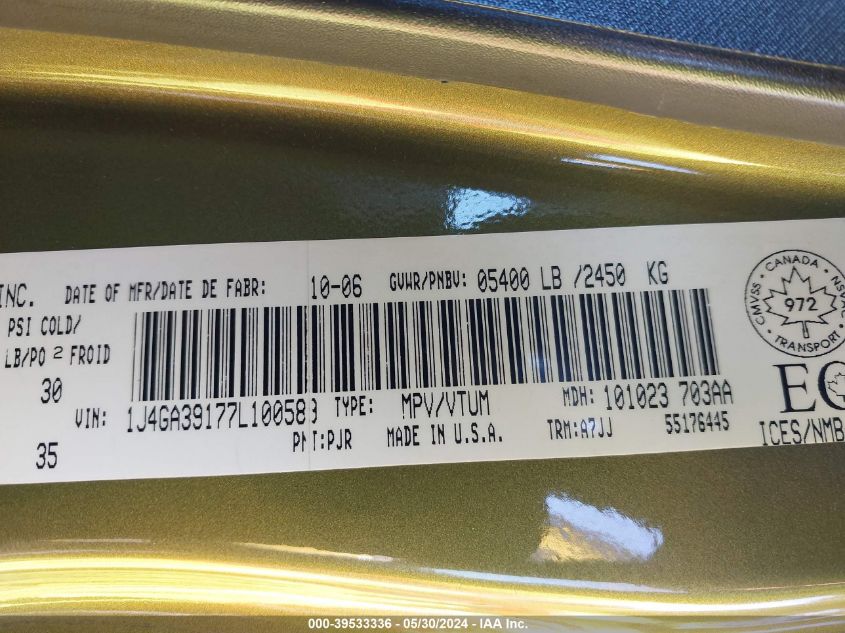 INC. DATE OF MFR/DATE DE FABR: 10-06 GVWR/PNBV: 05400 LB /2450 KG
PSI COLD/
LB/PO 2 FROID
30
VIN: 1J4GA39177L100583 TYPE: MPV/VTUM MDH: 101023 703AA
35
PNT:PJR MADE IN U.S.A. TRM:A7JJ 55176445
CANADA
CMVSS 972 NSVAC
TRANSPORT
ICES/NMB
000-39533336 - 05/30/2024 - IAA Inc.